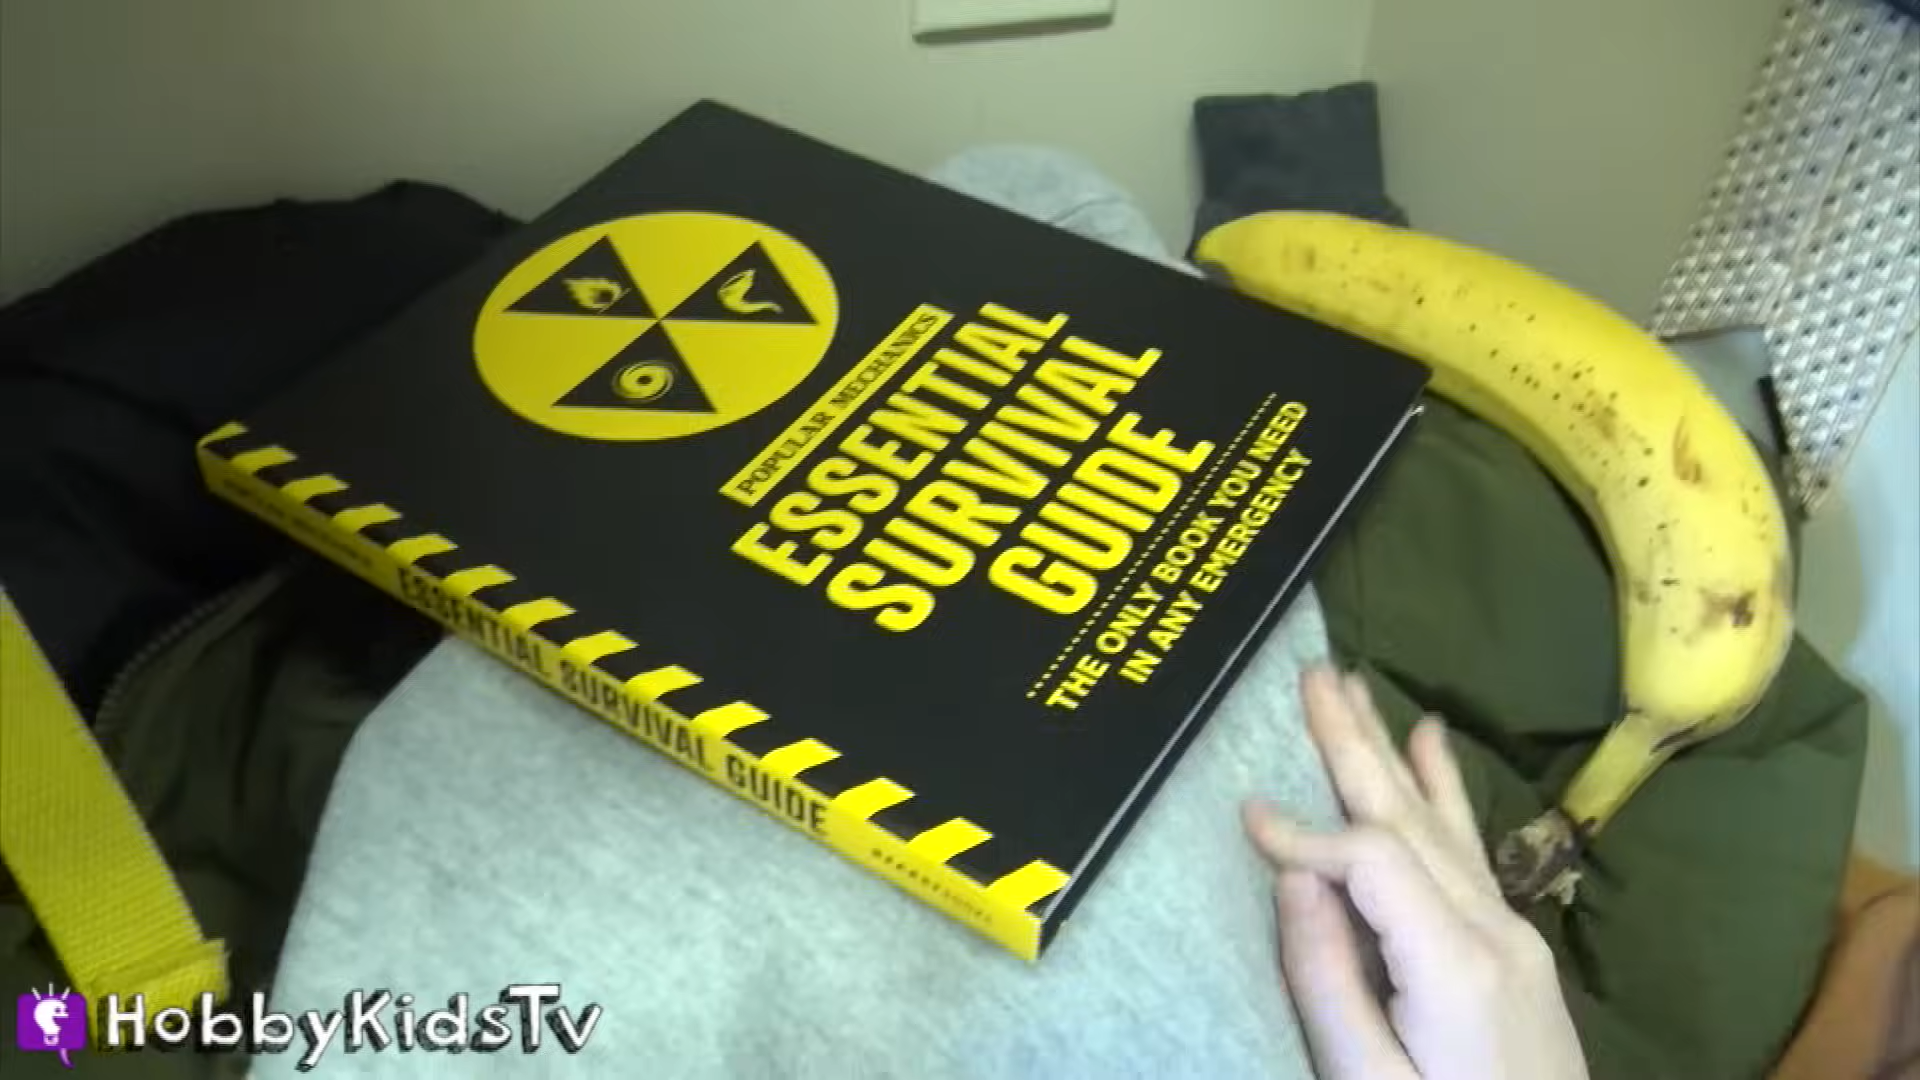 POPULAR MECHANICS
ESSENTIAL
SURVIVAL
GUIDE
THE ONLY BOOK YOU NEED
IN ANY EMERGENCY
ESSENTIAL SURVIVAL GUIDE
HobbyKidsTv